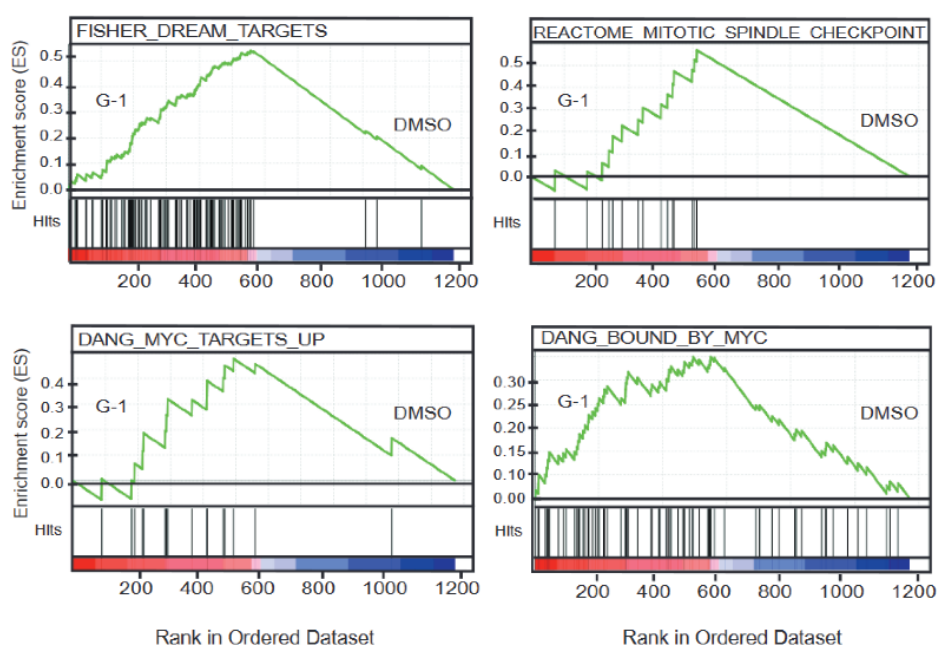 FISHER_DREAM_TARGETS
Enrichment score (ES)
0.5
0.4
0.3
0.2
0.1
0.0
G-1
DMSO
HIts
200 400 600 800 1000 1200
REACTOME MITOTIC SPINDLE CHECKPOINT
0.5
0.4
0.3
0.2
0.1
0.0
G-1
DMSO
HIts
200 400 600 800 1000 1200
DANG_MYC_TARGETS_UP
Enrichment score (ES)
0.4
0.3
0.2
0.1
0.0
G-1
DMSO
HIts
200 400 600 800 1000 1200
Rank in Ordered Dataset
DANG_BOUND_BY_MYC
0.30
0.25
0.20
0.15
0.10
0.00
G-1
DMSO
HIts
200 400 600 800 1000 1200
Rank in Ordered Dataset